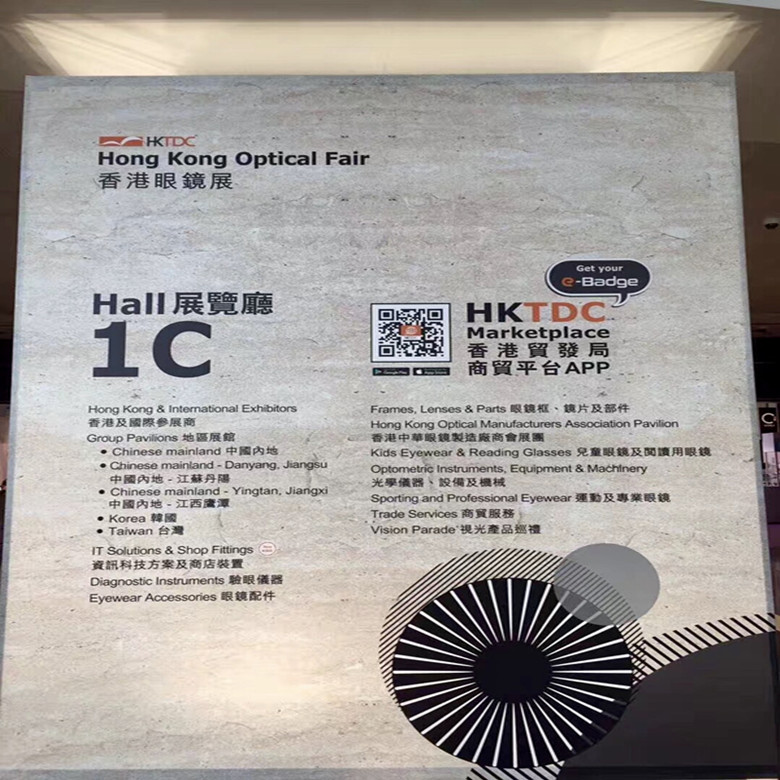 HKTDC
Hong Kong Optical Fair
香港眼鏡展
Hall 展覽廳
1C
Hong Kong & International Exhibitors
香港及國際參展商
Group Pavilions 地區展館
• Chinese mainland 中國內地
• Chinese mainland - Danyang, Jiangsu
中國內地 - 江蘇丹陽
• Chinese mainland - Yingtan, Jiangxi
中國內地 - 江西鷹潭
• Korea 韓國
• Taiwan 台灣
IT Solutions & Shop Fittings
資訊科技方案及商店裝置
Diagnostic Instruments 驗眼儀器
Eyewear Accessories 眼鏡配件
Get your
e-Badge
HKTDC
Marketplace
香港貿發局
商貿平台APP
Google Play
App Store
Frames, Lenses & Parts 眼鏡框、鏡片及部件
Hong Kong Optical Manufacturers Association Pavilion
香港中華眼鏡製造廠商會展團
Kids Eyewear & Reading Glasses 兒童眼鏡及閱讀用眼鏡
Optometric Instruments, Equipment & Machinery
光學儀器、設備及機械
Sporting and Professional Eyewear 運動及專業眼鏡
Trade Services 商貿服務
Vision Parade 視光產品巡禮